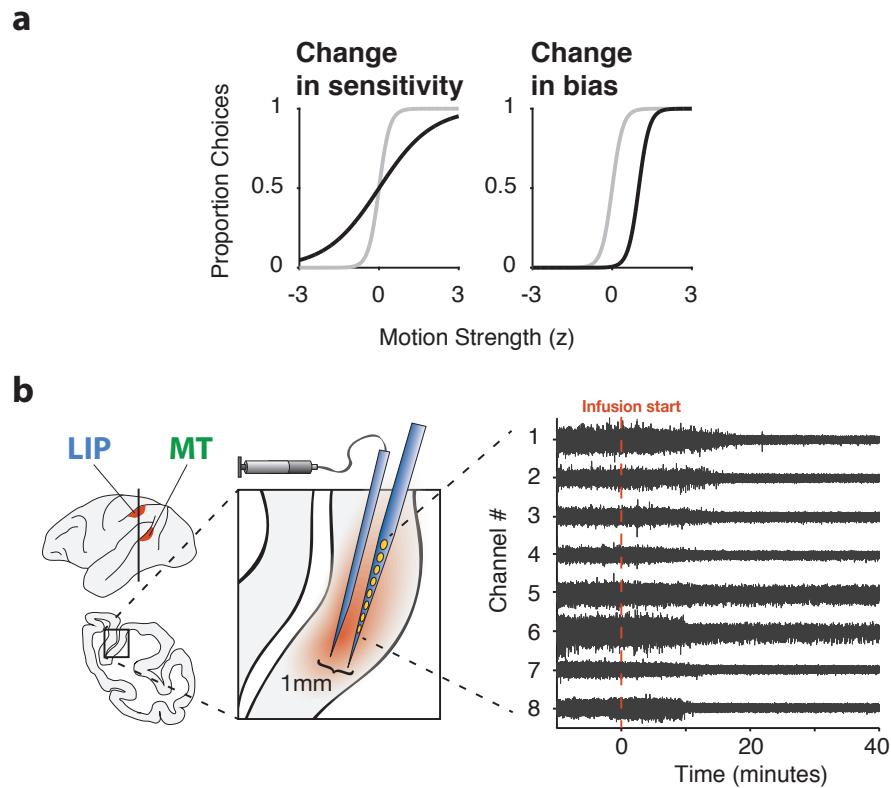 a
Change
in sensitivity
Change
in bias
Proportion Choices
1
0.5
0
-3 0 3
1
0.5
0
-3 0 3
Motion Strength (z)
b
LIP MT
1mm
Infusion start
Channel #
1
2
3
4
5
6
7
8
0 20 40
Time (minutes)